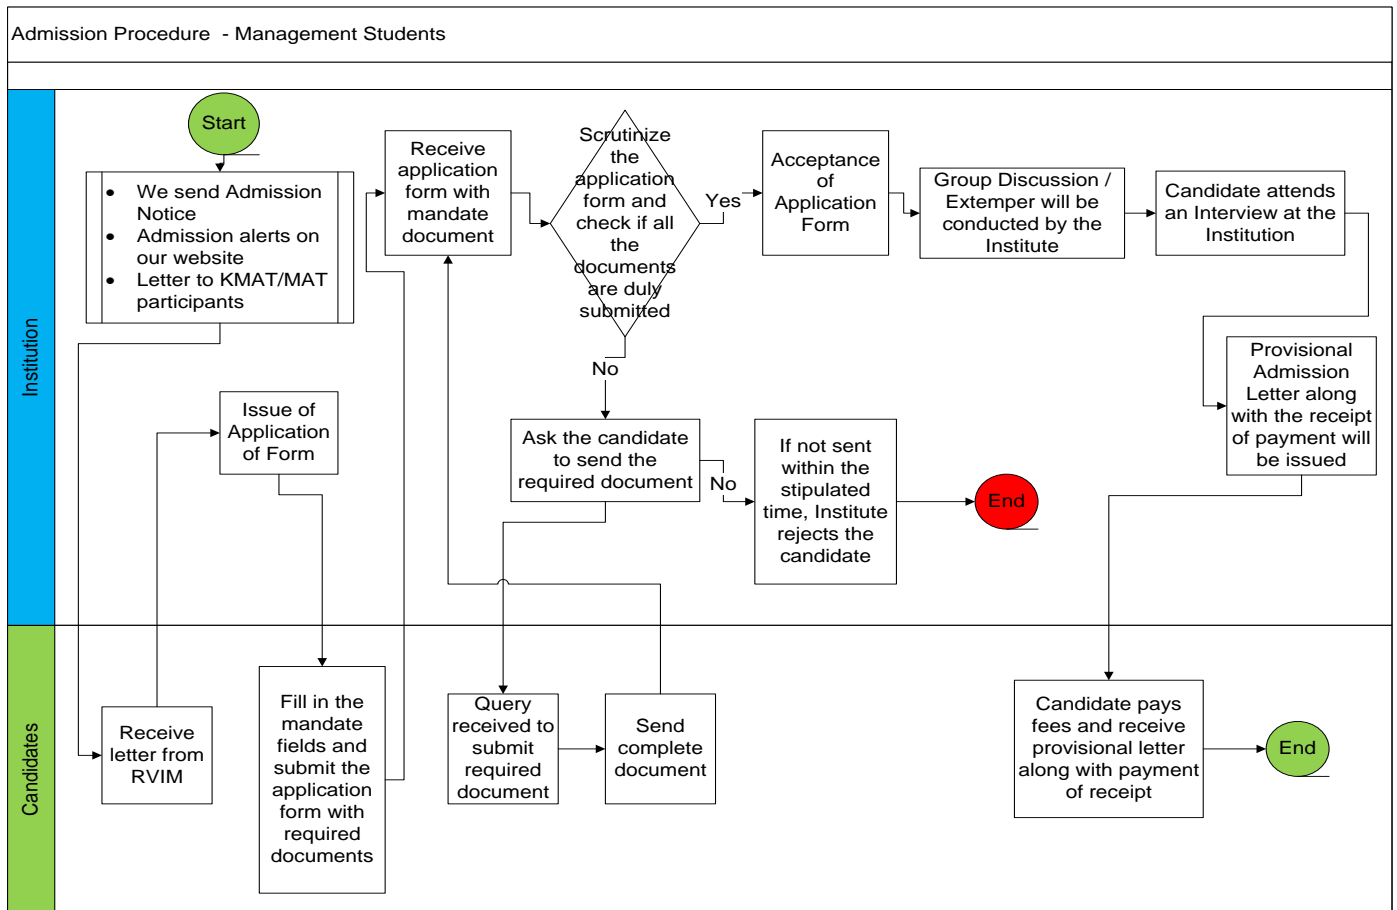 Admission Procedure  - Management Students
Institution
Start
We send Admission
Notice
Admission alerts on
our website
Letter to KMAT/MAT
participants
Receive
application
form with
mandate
document
Scrutinize
the
application
form and
check if all
the
documents
are duly
submitted
Yes
Acceptance
of
Application
Form
Group Discussion /
Extemper will be
conducted by the
Institute
Candidate attends
an Interview at the
Institution
Provisional
Admission
Letter along
with the receipt
of payment will
be issued
No
Issue of
Application
of Form
Ask the candidate
to send the
required document
No
If not sent
within the
stipulated
time, Institute
rejects the
candidate
End
Candidates
Receive
letter from
RVIM
Fill in the
mandate
fields and
submit the
application
form with
required
documents
Query
received to
submit
required
document
Send
complete
document
Candidate pays
fees and receive
provisional letter
along with payment
of receipt
End